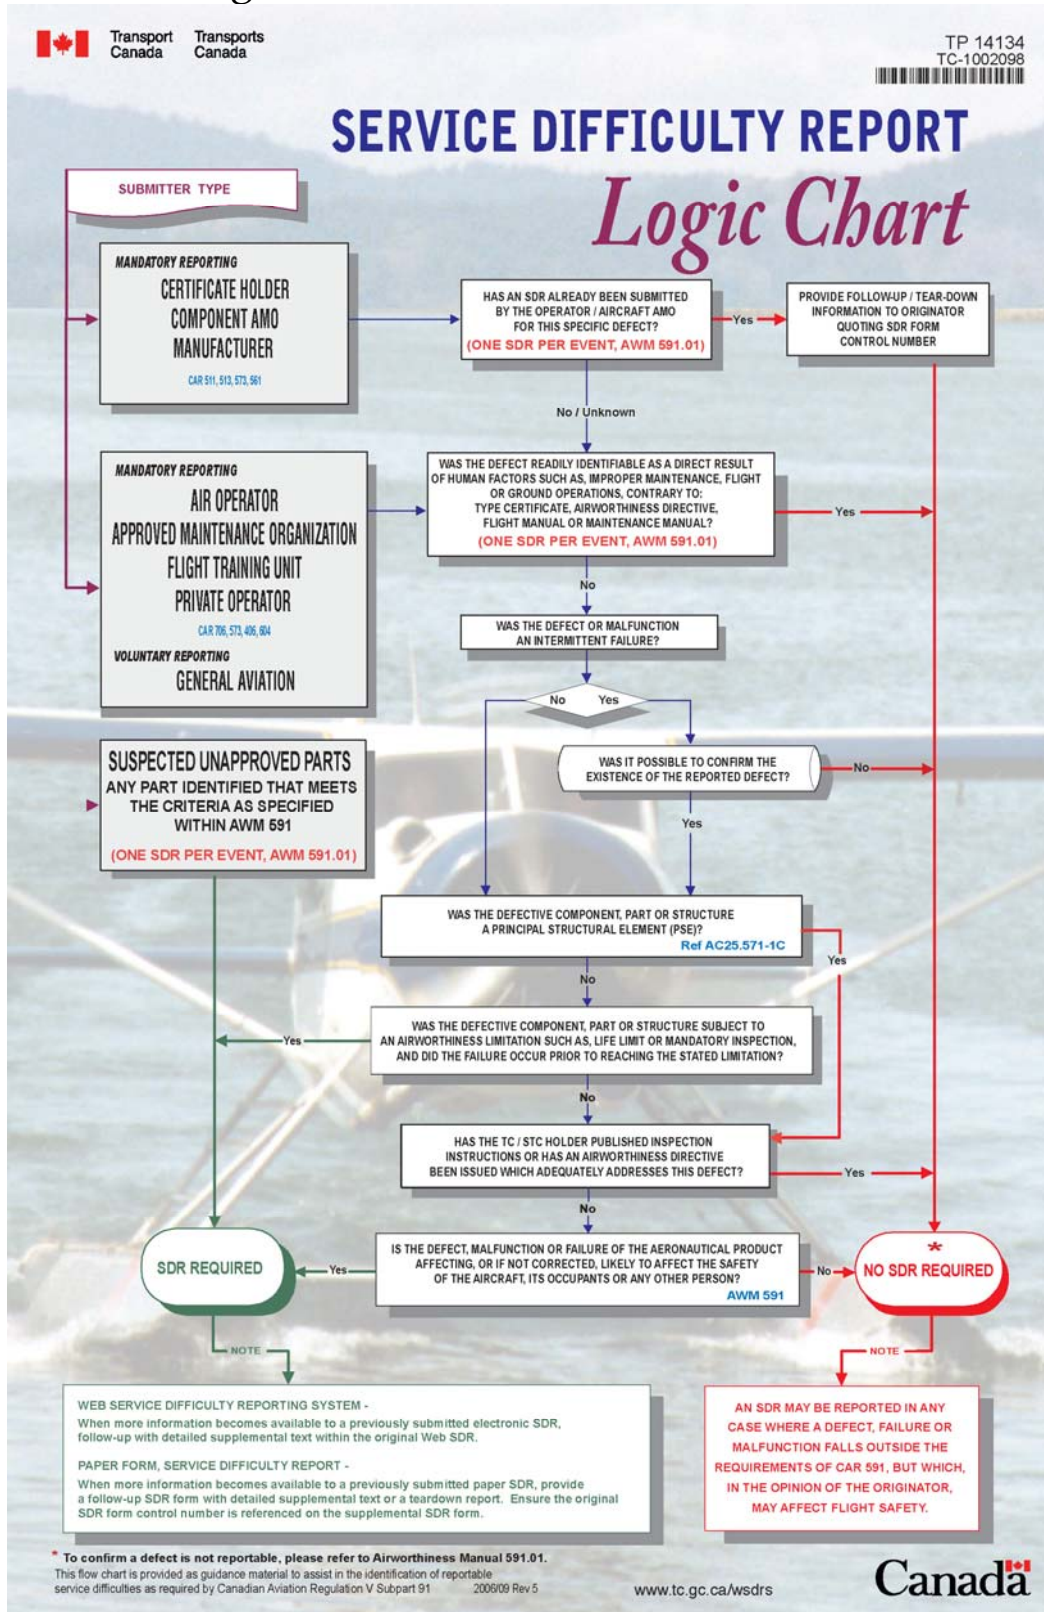 Transport Transports
Canada Canada
TP 14134
TC-1002098
SERVICE DIFFICULTY REPORT
Logic Chart
SUBMITTER TYPE
MANDATORY REPORTING
CERTIFICATE HOLDER
COMPONENT AMO
MANUFACTURER
CAR 511, 513, 573, 561
HAS AN SDR ALREADY BEEN SUBMITTED
BY THE OPERATOR / AIRCRAFT AMO
FOR THIS SPECIFIC DEFECT?
(ONE SDR PER EVENT, AWM 591.01)
Yes
PROVIDE FOLLOW-UP / TEAR-DOWN
INFORMATION TO ORIGINATOR
QUOTING SDR FORM
CONTROL NUMBER
No / Unknown
MANDATORY REPORTING
AIR OPERATOR
APPROVED MAINTENANCE ORGANIZATION
FLIGHT TRAINING UNIT
PRIVATE OPERATOR
CAR 706, 573, 406, 604
VOLUNTARY REPORTING
GENERAL AVIATION
WAS THE DEFECT READILY IDENTIFIABLE AS A DIRECT RESULT
OF HUMAN FACTORS SUCH AS, IMPROPER MAINTENANCE, FLIGHT
OR GROUND OPERATIONS, CONTRARY TO:
TYPE CERTIFICATE, AIRWORTHINESS DIRECTIVE,
FLIGHT MANUAL OR MAINTENANCE MANUAL?
(ONE SDR PER EVENT, AWM 591.01)
Yes
No
WAS THE DEFECT OR MALFUNCTION
AN INTERMITTENT FAILURE?
No Yes
SUSPECTED UNAPPROVED PARTS
ANY PART IDENTIFIED THAT MEETS
THE CRITERIA AS SPECIFIED
WITHIN AWM 591
(ONE SDR PER EVENT, AWM 591.01)
WAS IT POSSIBLE TO CONFIRM THE
EXISTENCE OF THE REPORTED DEFECT?
No
Yes
WAS THE DEFECTIVE COMPONENT, PART OR STRUCTURE
A PRINCIPAL STRUCTURAL ELEMENT (PSE)?
Ref AC25.571-1C
Yes
No
WAS THE DEFECTIVE COMPONENT, PART OR STRUCTURE SUBJECT TO
AN AIRWORTHINESS LIMITATION SUCH AS, LIFE LIMIT OR MANDATORY INSPECTION,
AND DID THE FAILURE OCCUR PRIOR TO REACHING THE STATED LIMITATION?
Yes
No
HAS THE TC / STC HOLDER PUBLISHED INSPECTION
INSTRUCTIONS OR HAS AN AIRWORTHINESS DIRECTIVE
BEEN ISSUED WHICH ADEQUATELY ADDRESSES THIS DEFECT?
Yes
No
IS THE DEFECT, MALFUNCTION OR FAILURE OF THE AERONAUTICAL PRODUCT
AFFECTING, OR IF NOT CORRECTED, LIKELY TO AFFECT THE SAFETY
OF THE AIRCRAFT, ITS OCCUPANTS OR ANY OTHER PERSON?
AWM 591
Yes
No
SDR REQUIRED
*
NO SDR REQUIRED
NOTE
NOTE
WEB SERVICE DIFFICULTY REPORTING SYSTEM -
When more information becomes available to a previously submitted electronic SDR,
follow-up with detailed supplemental text within the original Web SDR.
PAPER FORM, SERVICE DIFFICULTY REPORT -
When more information becomes available to a previously submitted paper SDR, provide
a follow-up SDR form with detailed supplemental text or a teardown report. Ensure the original
SDR form control number is referenced on the supplemental SDR form.
AN SDR MAY BE REPORTED IN ANY
CASE WHERE A DEFECT, FAILURE OR
MALFUNCTION FALLS OUTSIDE THE
REQUIREMENTS OF CAR 591, BUT WHICH,
IN THE OPINION OF THE ORIGINATOR,
MAY AFFECT FLIGHT SAFETY.
* To confirm a defect is not reportable, please refer to Airworthiness Manual 591.01.
This flow chart is provided as guidance material to assist in the identification of reportable
service difficulties as required by Canadian Aviation Regulation V Subpart 91 2006/09 Rev 5
www.tc.gc.ca/wsdrs
Canada